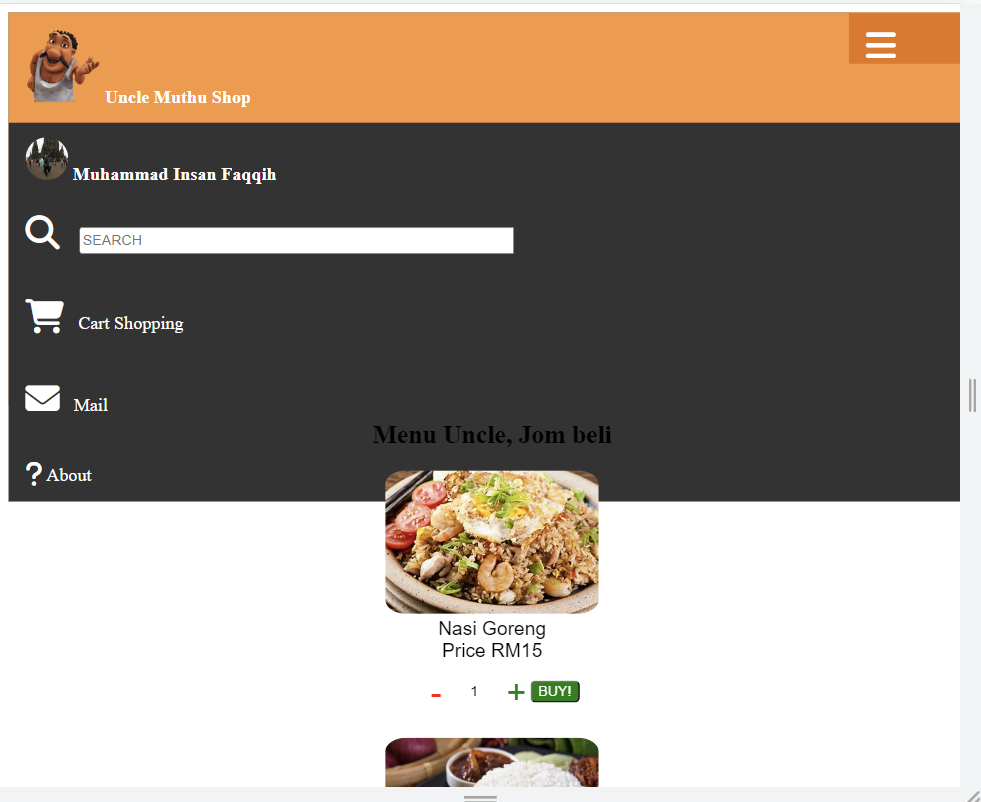 Uncle Muthu Shop
Muhammad Insan Faqqih
SEARCH
Cart Shopping
Mail
Menu Uncle, Jom beli
? About
Nasi Goreng
Price RM15
- 1 + BUY!